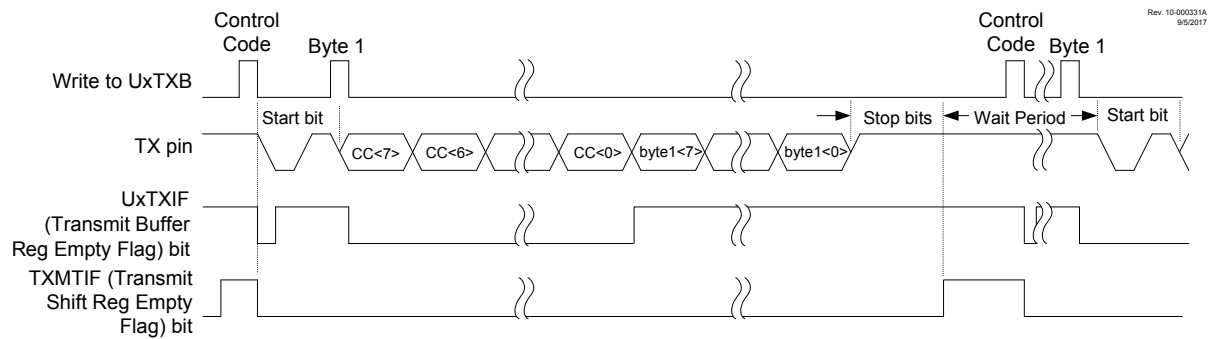 Rev. 10-000331A
9/5/2017
Control
Code
Byte 1
Control
Code
Byte 1
Write to UxTXB
Start bit
Stop bits
Wait Period
Start bit
TX pin
CC<7>
CC<6>
CC<0>
byte1<7>
byte1<0>
UxTXIF
(Transmit Buffer
Reg Empty Flag) bit
TXMTIF (Transmit
Shift Reg Empty
Flag) bit